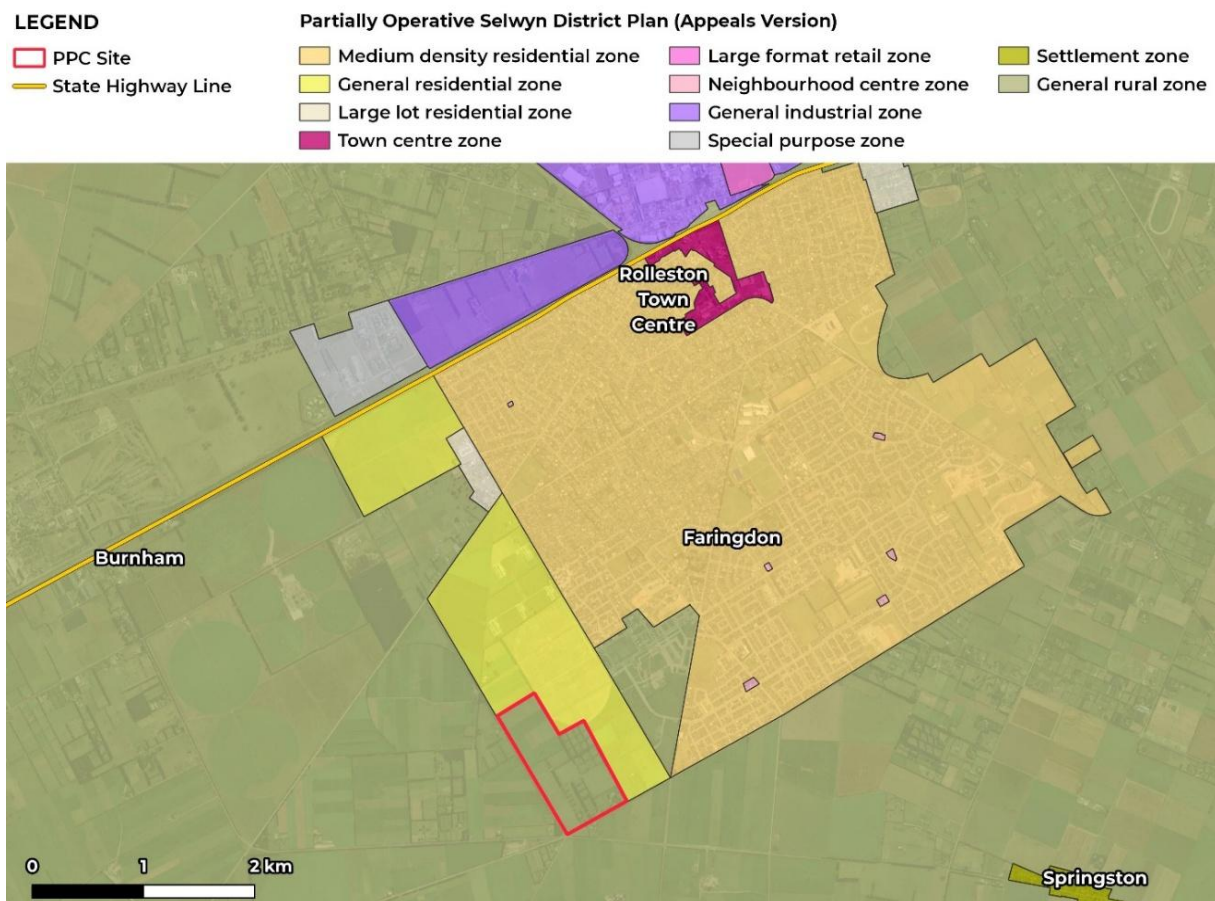 LEGEND
PPC Site
State Highway Line
Partially Operative Selwyn District Plan (Appeals Version)
Medium density residential zone
General residential zone
Large lot residential zone
Town centre zone
Large format retail zone
Neighbourhood centre zone
General industrial zone
Special purpose zone
Settlement zone
General rural zone
Rolleston
Town
Centre
Faringdon
Burnham
Springston
0 1 2 km